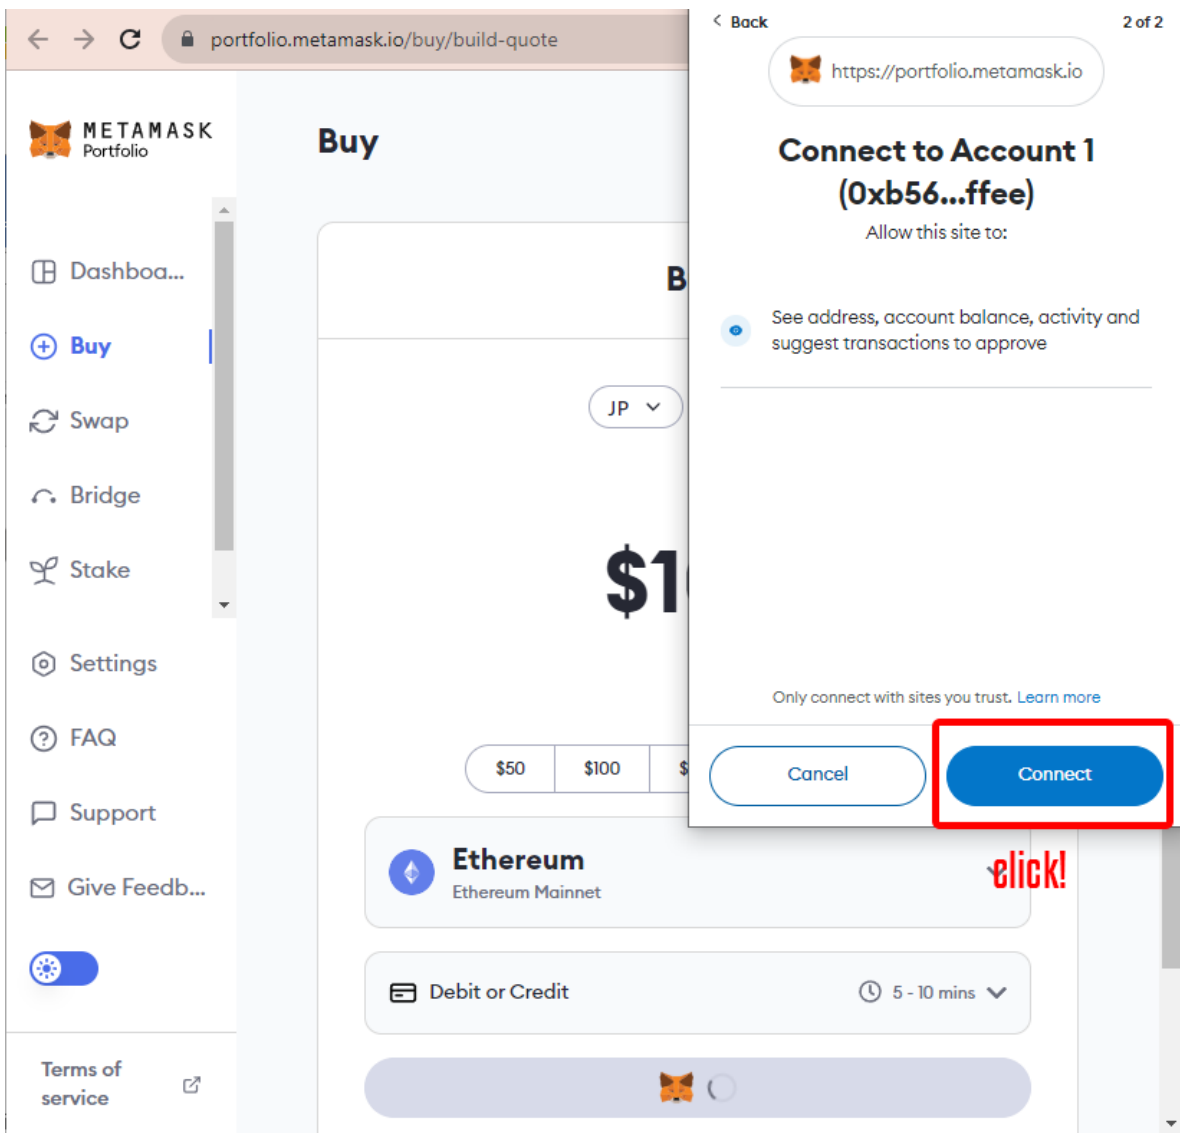 portfolio.metamask.io/buy/build-quote
METAMASK
Portfolio
Dashboa...
Buy
Swap
Bridge
Stake
Settings
FAQ
Support
Give Feedb...
Terms of
service
Buy
B
JP
$1
$50
$100
$
Ethereum
Ethereum Mainnet
Debit or Credit
5 - 10 mins
Back
2 of 2
https://portfolio.metamask.io
Connect to Account 1
(0xb56...ffee)
Allow this site to:
See address, account balance, activity and
suggest transactions to approve
Only connect with sites you trust. Learn more
Cancel
Connect
click!